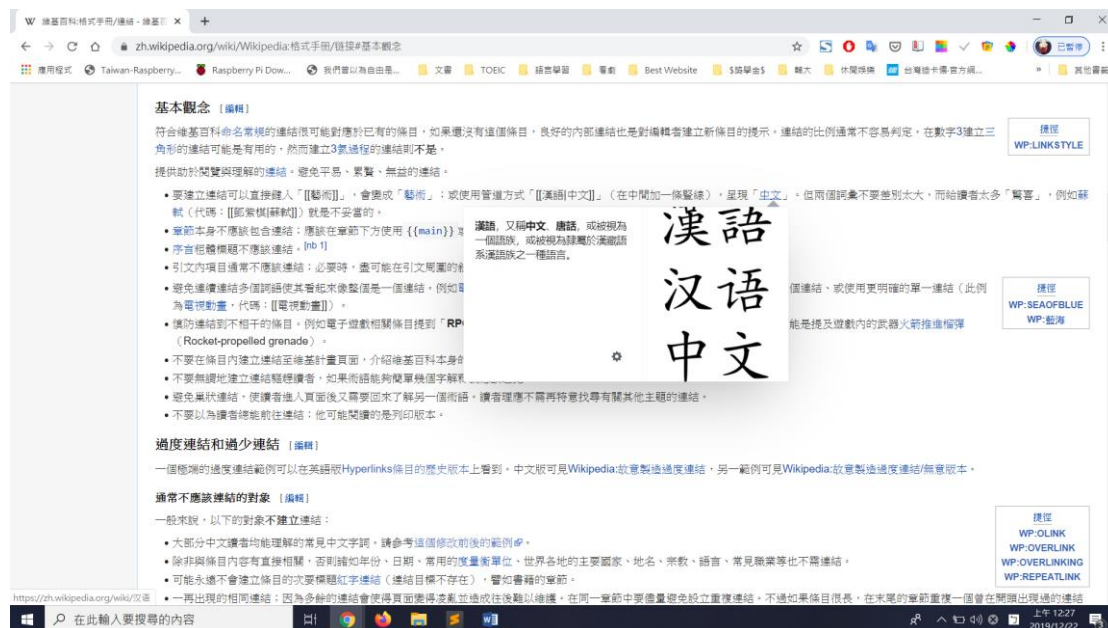 維基百科:格式手冊/連結 - 維基百
zh.wikipedia.org/wiki/Wikipedia:格式手冊/链接#基本觀念
已暫停
應用程式 Taiwan-Raspberry... Raspberry Pi Dow... 我們曾以為自由是... 文書 TOEIC 語言學習 看劇 Best Website $獎學金$ 輔大 休閒娛樂 台灣插卡儂·官方網... » 其他書籤
基本觀念 [編輯]
符合維基百科命名常規的連結很可能對應於已有的條目,如果還沒有這個條目,良好的內部連結也是對編輯者建立新條目的提示。連結的比例通常不容易判定。在數字3建立三
角形的連結可能是有用的,然而建立3氦過程的連結則不是。
捷徑
WP:LINKSTYLE
提供助於閱覽與理解的連結。避免平易、累贅、無益的連結。
• 要建立連結可以直接鍵入「[[藝術]]」,會變成「藝術」;或使用管道方式「[[漢語|中文]]」(在中間加一條豎線),呈現「中文」。但兩個詞彙不要差別太大,而給讀者太多「驚喜」,例如蘇
軾(代碼:[[鄧紫棋|蘇軾]])就是不妥當的。
• 章節本身不應該包含連結;應該在章節下方使用 {{main}} 或
• 序言粗體標題不應該連結。[nb 1]
• 引文內項目通常不應該連結;必要時,盡可能在引文周圍的
• 避免連續連結多個詞語使其看起來像整個是一個連結。例如 個連結、或使用更明確的單一連結(此例
為電視動畫,代碼:[[電視動畫]])。
• 慎防連結到不相干的條目。例如電子遊戲相關條目提到「RP 能是提及遊戲內的武器火箭推進榴彈
(Rocket-propelled grenade)。
• 不要在條目內建立連結至維基計畫頁面,介紹維基百科本身的
• 不要無謂地建立連結驅趕讀者,如果術語能夠簡單幾個字解釋
• 避免巢狀連結,使讀者進入頁面後又需要回來了解另一個術語。讀者理應不需再特意找尋有關其他主題的連結。
• 不要以為讀者總能前往連結;他可能閱讀的是列印版本。
漢語,又稱中文、唐話,或被視為
一個語族,或被視為隸屬於漢藏語
系漢語族之一種語言。
漢語
汉语
中文
捷徑
WP:SEAOFBLUE
WP:藍海
過度連結和過少連結 [編輯]
一個極端的過度連結範例可以在英語版Hyperlinks條目的歷史版本上看到。中文版可見Wikipedia:故意製造過度連結,另一範例可見Wikipedia:故意製造過度連結/無意版本。
通常不應該連結的對象 [編輯]
一般來說,以下的對象不建立連結:
• 大部分中文讀者均能理解的常見中文字詞。請參考這個修改前後的範例。
• 除非與條目內容有直接相關,否則諸如年份、日期、常用的度量衡單位、世界各地的主要國家、地名、宗教、語言、常見職業等也不需連結。
• 可能永遠不會建立條目的次要標題紅字連結(連結目標不存在),譬如書籍的章節。
• 一再出現的相同連結:因為多餘的連結會使得頁面變得凌亂並造成往後難以維護。在同一章節中要儘量避免設立重複連結。不過如果條目很長,在末尾的章節重複一個曾在開頭出現過的連結
捷徑
WP:OLINK
WP:OVERLINK
WP:OVERLINKING
WP:REPEATLINK
https://zh.wikipedia.org/wiki/汉语
在此輸入要搜尋的內容
上午 12:27
2019/12/22